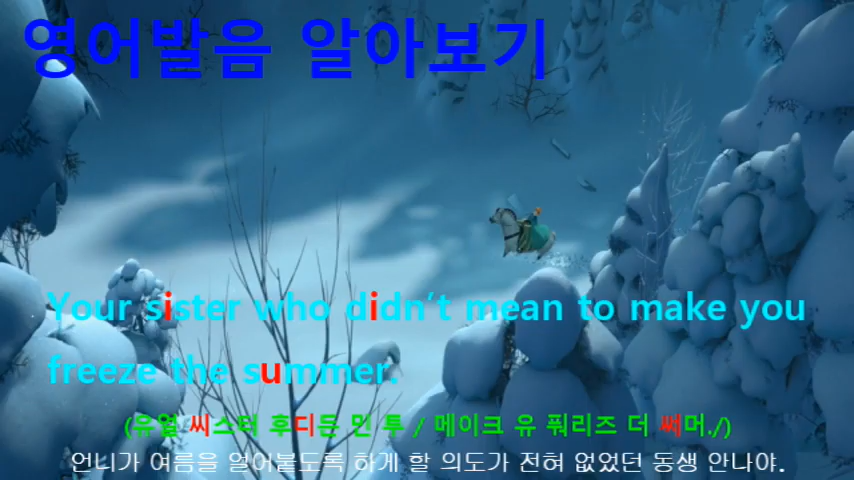 영어발음 알아보기
Your sister who didn't mean to make you
freeze the summer.
(유얼 씨스터 후디든 민 투 / 메이크 유 풔리즈 더 써머./)
언니가 여름을 얼어붙도록 하게 할 의도가 전혀 없었던 동생 안나야.